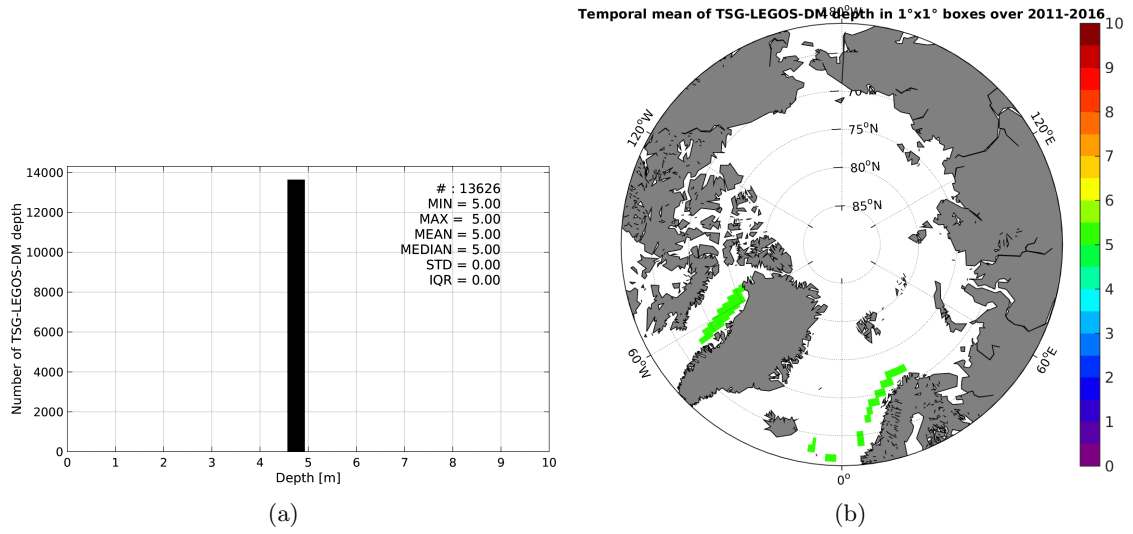 Temporal mean of TSG-LEGOS-DM depth in 1°x1° boxes over 2011-2016
180°W
120°W
120°E
60°W
60°E
0°
75°N
80°N
85°N
10
9
8
7
6
5
4
3
2
1
0
Number of TSG-LEGOS-DM depth
14000
12000
10000
8000
6000
4000
2000
0
# : 13626
MIN = 5.00
MAX = 5.00
MEAN = 5.00
MEDIAN = 5.00
STD = 0.00
IQR = 0.00
0 1 2 3 4 5 6 7 8 9 10
Depth [m]
(a)
(b)